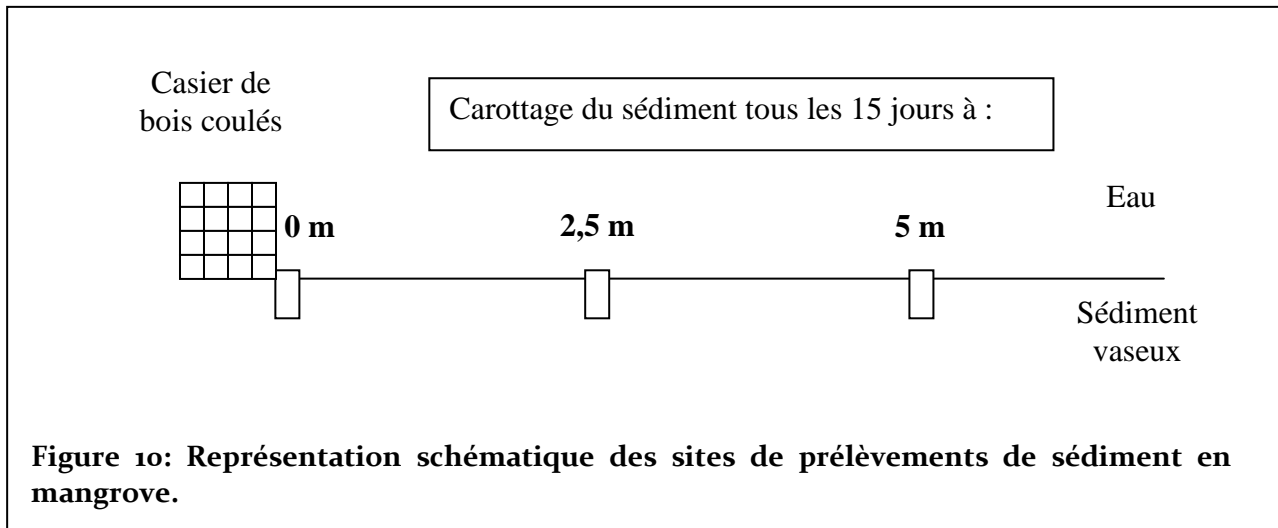 Casier de
bois coulés
Carottage du sédiment tous les 15 jours à :
Eau
0 m
2,5 m
5 m
Sédiment
vaseux
Figure 10: Représentation schématique des sites de prélèvements de sédiment en
mangrove.